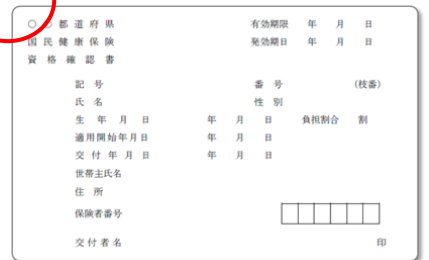 ○ ○ 都 道 府 県 有効期限 年 月 日
国 民 健 康 保 険 発効期日 年 月 日
資 格 確 認 書
記 号 番 号 (枝番)
氏 名 性 別
生 年 月 日 年 月 日 負担割合 割
適用開始年月日 年 月 日
交 付 年 月 日 年 月 日
世帯主氏名
住 所
保険者番号
交 付 者 名 印